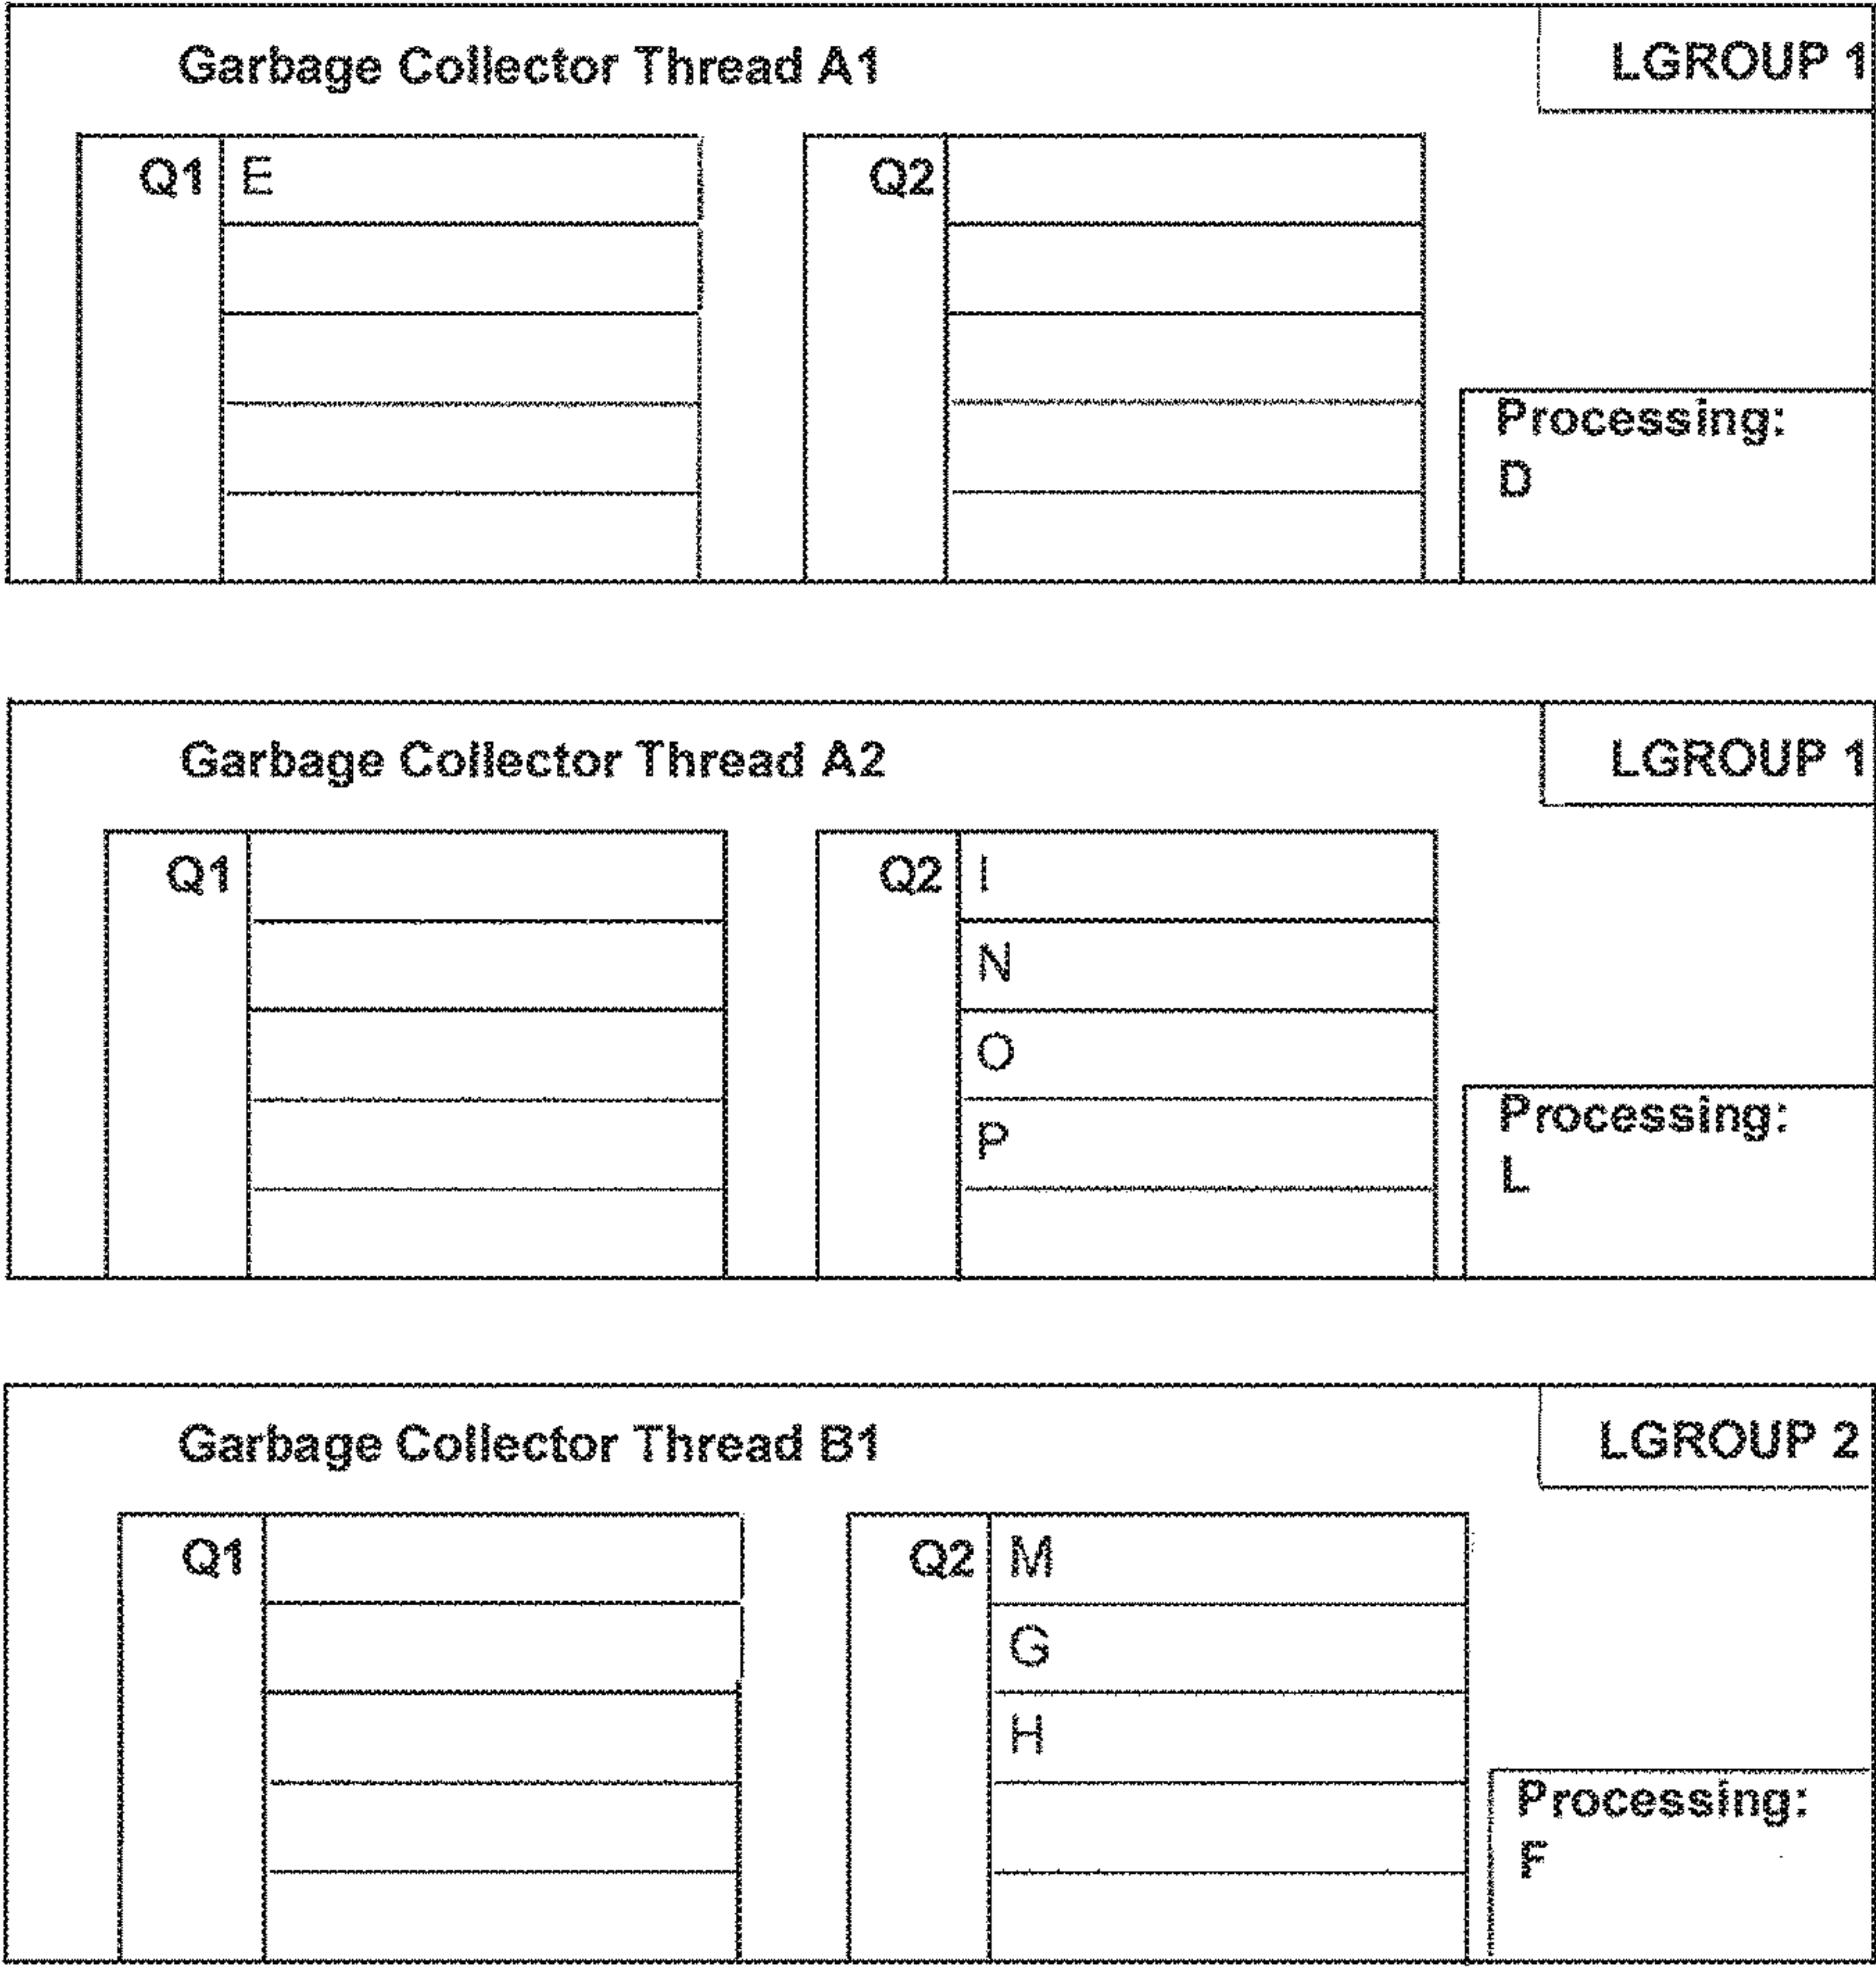 Garbage Collector Thread A1
LGROUP 1
Q1
E
Q2
Processing:
D
Garbage Collector Thread A2
LGROUP 1
Q1
Q2
I
N
O
P
Processing:
L
Garbage Collector Thread B1
LGROUP 2
Q1
Q2
M
G
H
Processing:
F